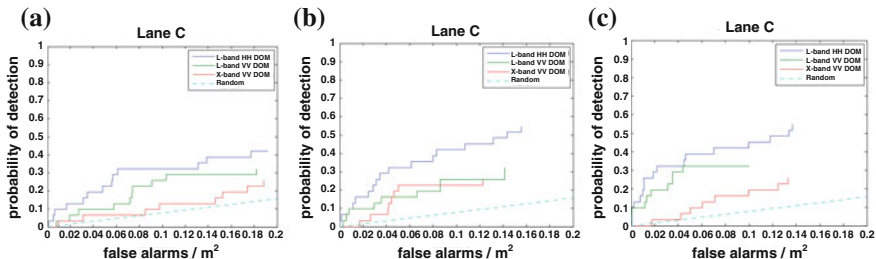 (a)
Lane C
probability of detection
1
0.9
0.8
0.7
0.6
0.5
0.4
0.3
0.2
0.1
0
L-band HH DOM
L-band VV DOM
X-band VV DOM
Random
0 0.02 0.04 0.06 0.08 0.1 0.12 0.14 0.16 0.18 0.2
false alarms / m²
(b)
Lane C
probability of detection
1
0.9
0.8
0.7
0.6
0.5
0.4
0.3
0.2
0.1
0
L-band HH DOM
L-band VV DOM
X-band VV DOM
Random
0 0.02 0.04 0.06 0.08 0.1 0.12 0.14 0.16 0.18 0.2
false alarms / m²
(c)
Lane C
probability of detection
1
0.9
0.8
0.7
0.6
0.5
0.4
0.3
0.2
0.1
0
L-band HH DOM
L-band VV DOM
X-band VV DOM
Random
0 0.02 0.04 0.06 0.08 0.1 0.12 0.14 0.16 0.18 0.2
false alarms / m²